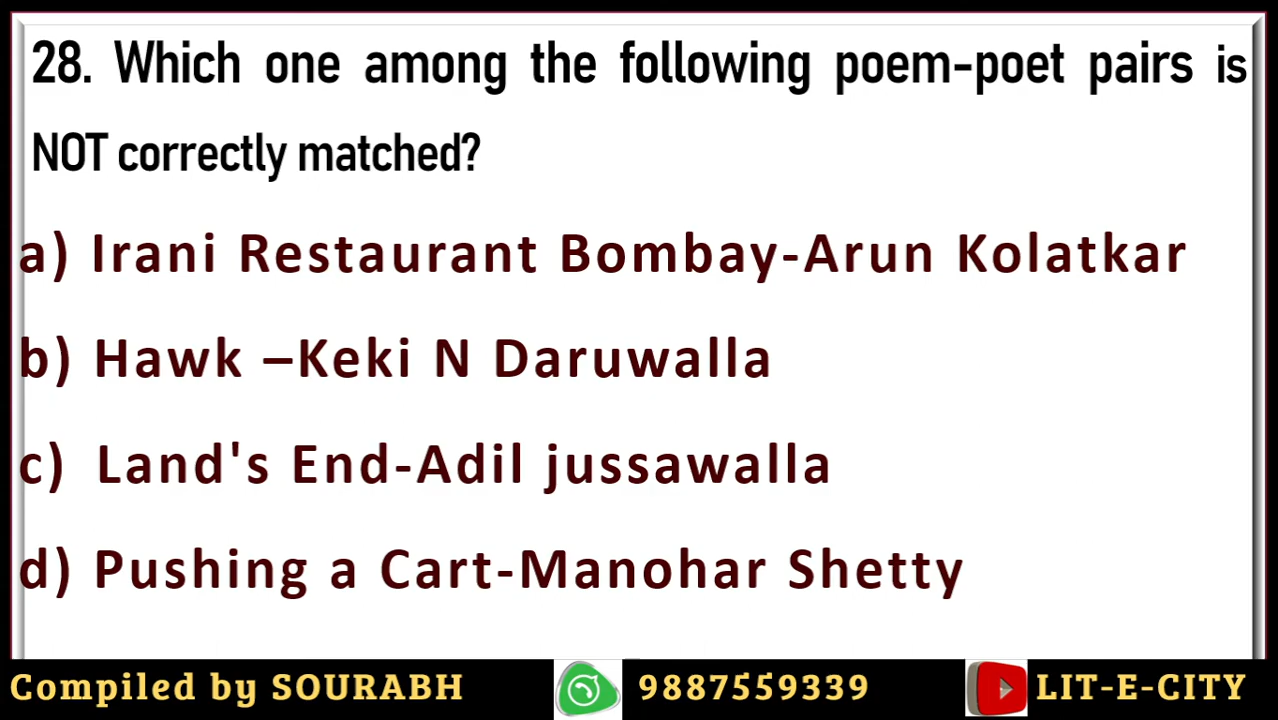 28. Which one among the following poem-poet pairs is
NOT correctly matched?
a) Irani Restaurant Bombay-Arun Kolatkar
b) Hawk –Keki N Daruwalla
c) Land's End-Adil jussawalla
d) Pushing a Cart-Manohar Shetty
Compiled by SOURABH 9887559339 LIT-E-CITY